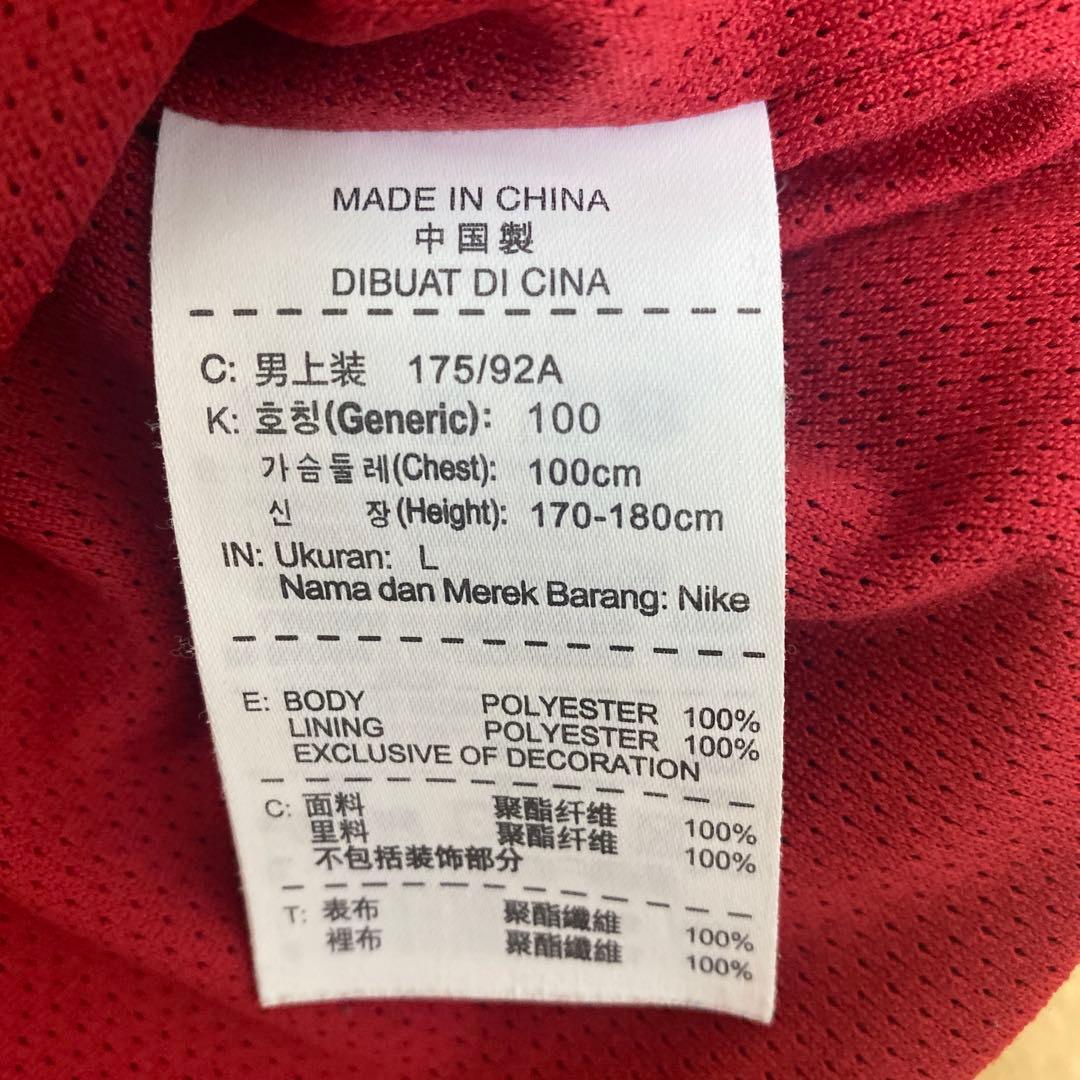 MADE IN CHINA
中国製
DIBUAT DI CINA
C: 男上装 175/92A
K: 호칭(Generic): 100
가슴둘레(Chest): 100cm
신 장(Height): 170-180cm
IN: Ukuran: L
Nama dan Merek Barang: Nike
E: BODY POLYESTER 100%
LINING POLYESTER 100%
EXCLUSIVE OF DECORATION
C: 面料 聚酯纤维 100%
里料 聚酯纤维 100%
不包括装饰部分
T: 表布 聚酯纖維 100%
裡布 聚酯纖維 100%